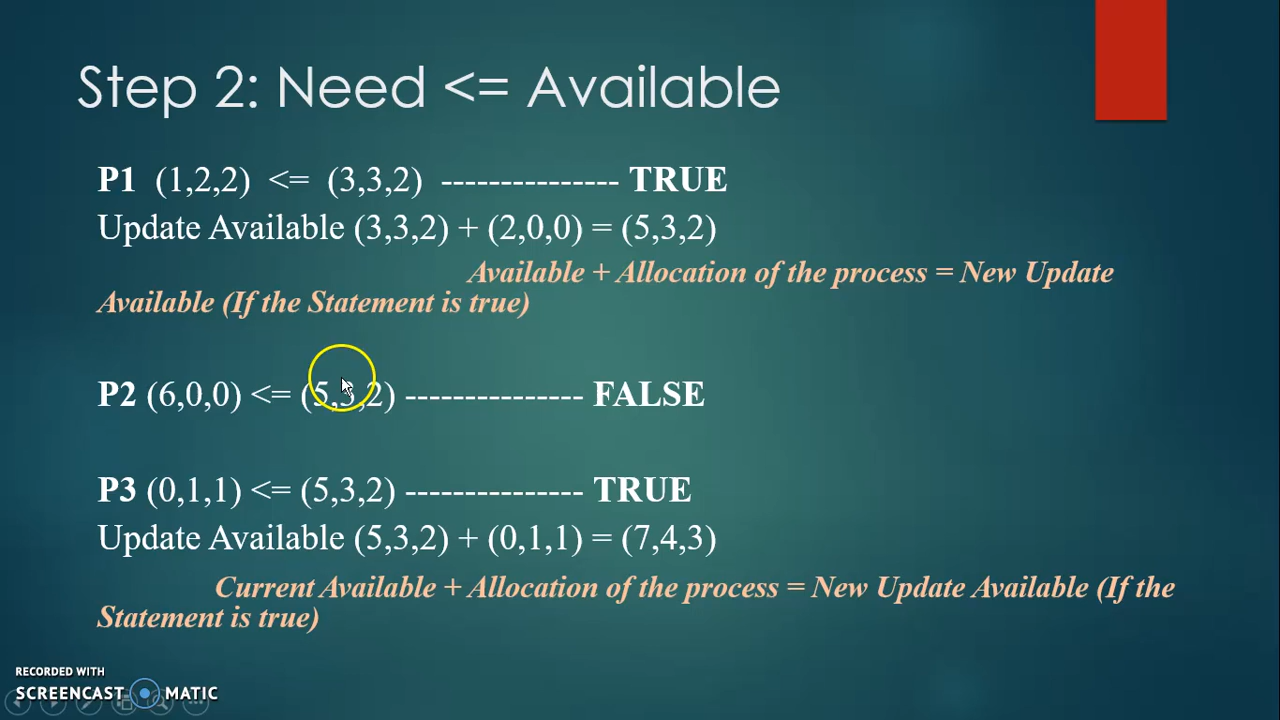 Step 2: Need <= Available
P1 (1,2,2) <= (3,3,2) --------------- TRUE
Update Available (3,3,2) + (2,0,0) = (5,3,2)
Available + Allocation of the process = New Update
Available (If the Statement is true)
P2 (6,0,0) <= (5,3,2) --------------- FALSE
P3 (0,1,1) <= (5,3,2) --------------- TRUE
Update Available (5,3,2) + (0,1,1) = (7,4,3)
Current Available + Allocation of the process = New Update Available (If the
Statement is true)
RECORDED WITH
SCREENCAST MATIC